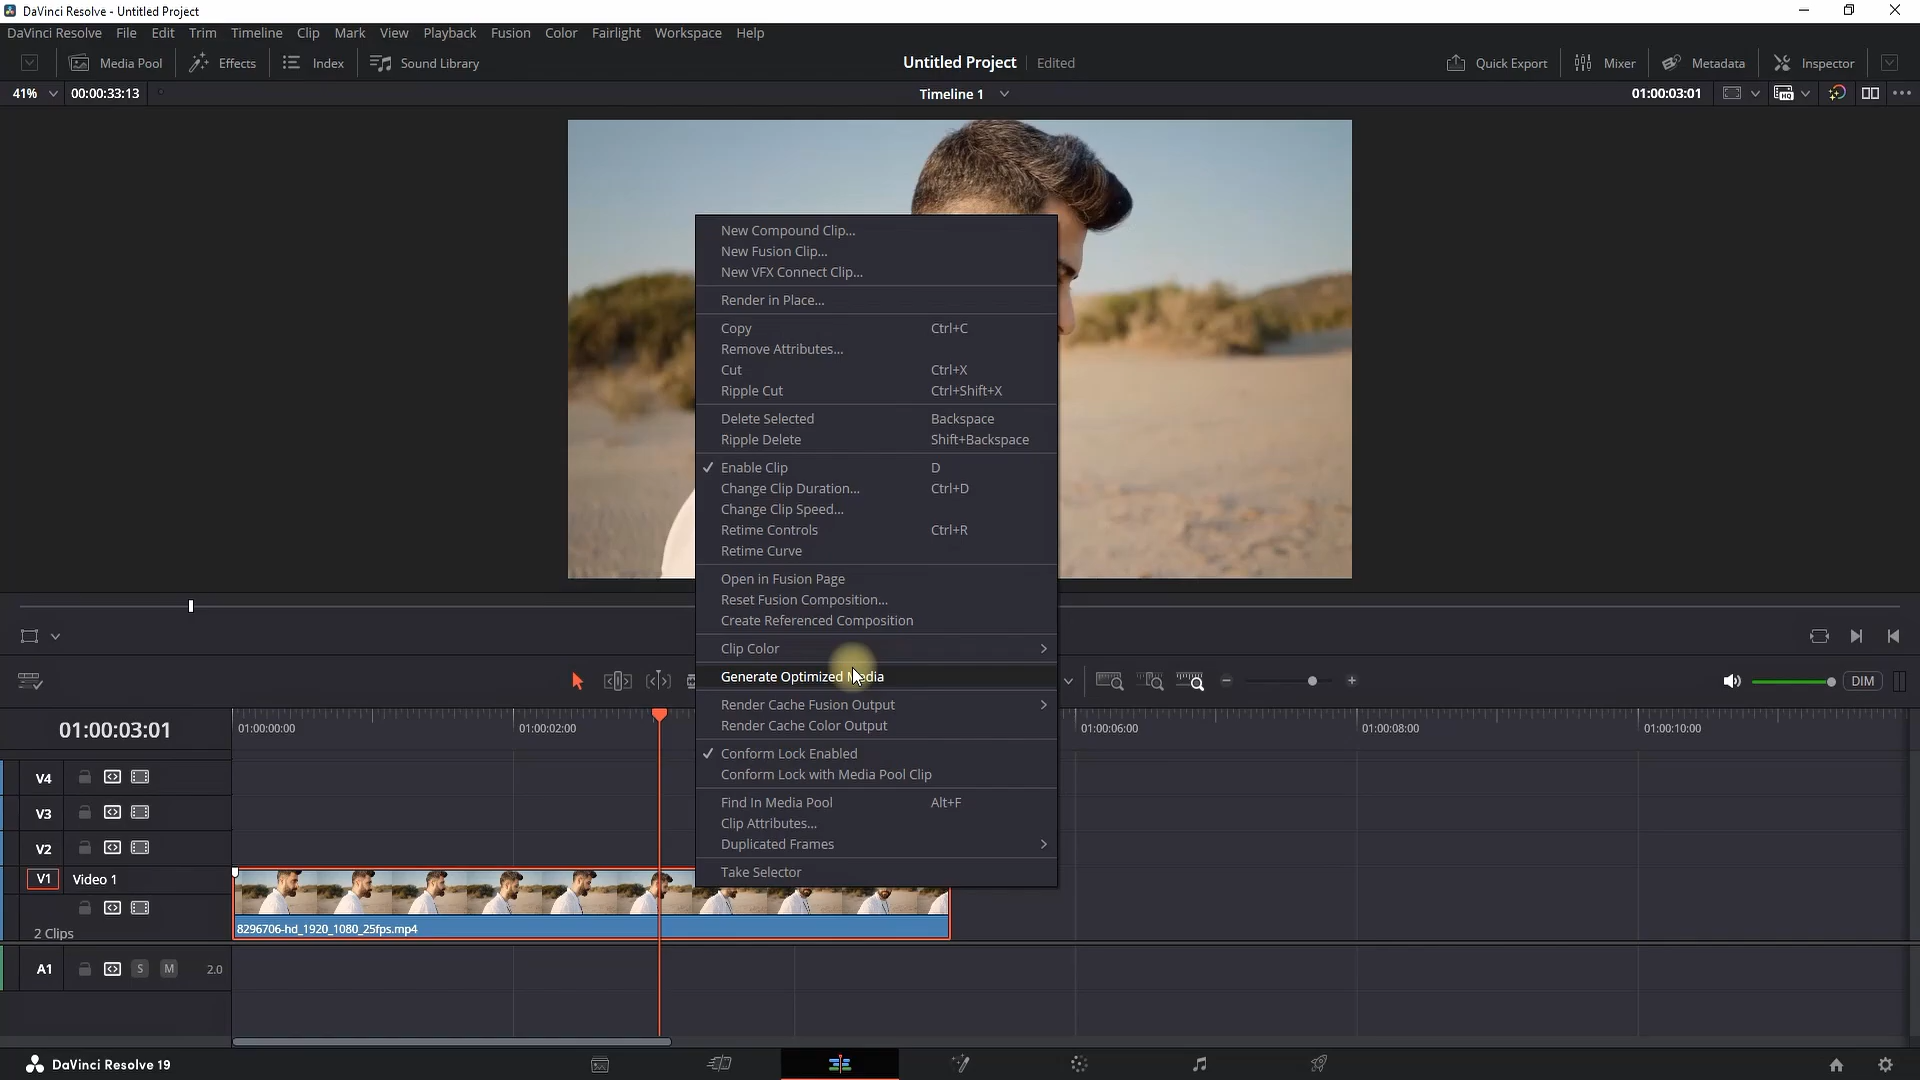 DaVinci Resolve - Untitled Project
DaVinci Resolve File Edit Trim Timeline Clip Mark View Playback Fusion Color Fairlight Workspace Help
Media Pool Effects Index Sound Library Untitled Project Edited Quick Export Mixer Metadata Inspector
41% 00:00:33:13 Timeline 1 01:00:03:01
New Compound Clip...
New Fusion Clip...
New VFX Connect Clip...
Render in Place...
Copy Ctrl+C
Remove Attributes...
Cut Ctrl+X
Ripple Cut Ctrl+Shift+X
Delete Selected Backspace
Ripple Delete Shift+Backspace
Enable Clip D
Change Clip Duration... Ctrl+D
Change Clip Speed...
Retime Controls Ctrl+R
Retime Curve
Open in Fusion Page
Reset Fusion Composition...
Create Referenced Composition
Clip Color
Generate Optimized Media
Render Cache Fusion Output
Render Cache Color Output
Conform Lock Enabled
Conform Lock with Media Pool Clip
Find In Media Pool Alt+F
Clip Attributes...
Duplicated Frames
Take Selector
DIM
01:00:03:01 01:00:00:00 01:00:02:00 01:00:06:00 01:00:08:00 01:00:10:00
V4
V3
V2
V1 Video 1
2 Clips
8296706-hd_1920_1080_25fps.mp4
A1 S M 2.0
DaVinci Resolve 19